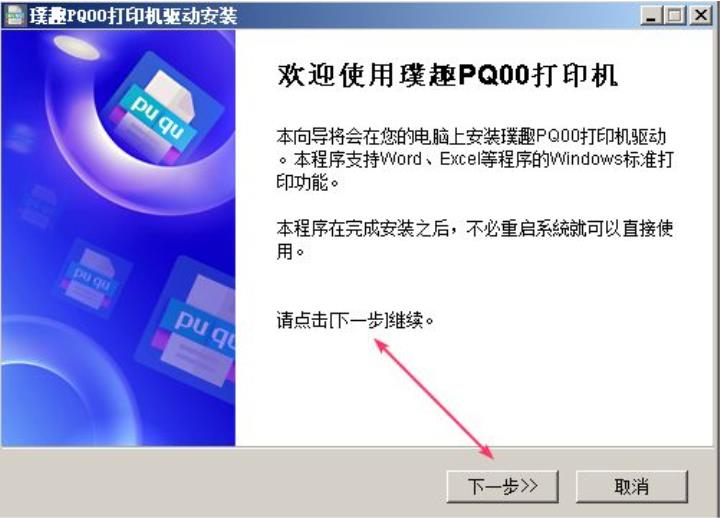 璞趣PQ00打印机驱动安装
欢迎使用璞趣PQ00打印机
本向导将会在您的电脑上安装璞趣PQ00打印机驱动
。本程序支持Word、Excel等程序的Windows标准打
印功能。
本程序在完成安装之后，不必重启系統就可以直接使
用。
请点击[下一步]继续。
pu qu
pu qu
pu qu
下一步>>
取消